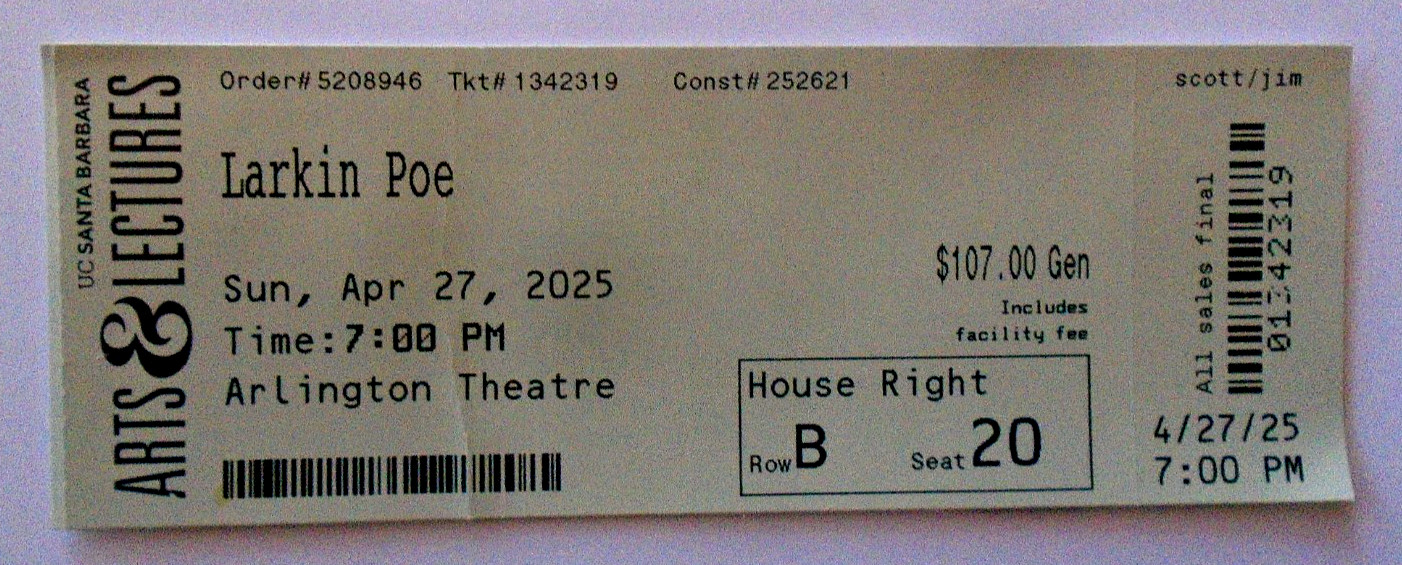 UC SANTA BARBARA
ARTS & LECTURES
Order# 5208946 Tkt# 1342319 Const# 252621
Larkin Poe
Sun, Apr 27, 2025
Time: 7:00 PM
Arlington Theatre
$107.00 Gen
Includes
facility fee
House Right
Row B Seat 20
scott/jim
All sales final
01342319
4/27/25
7:00 PM